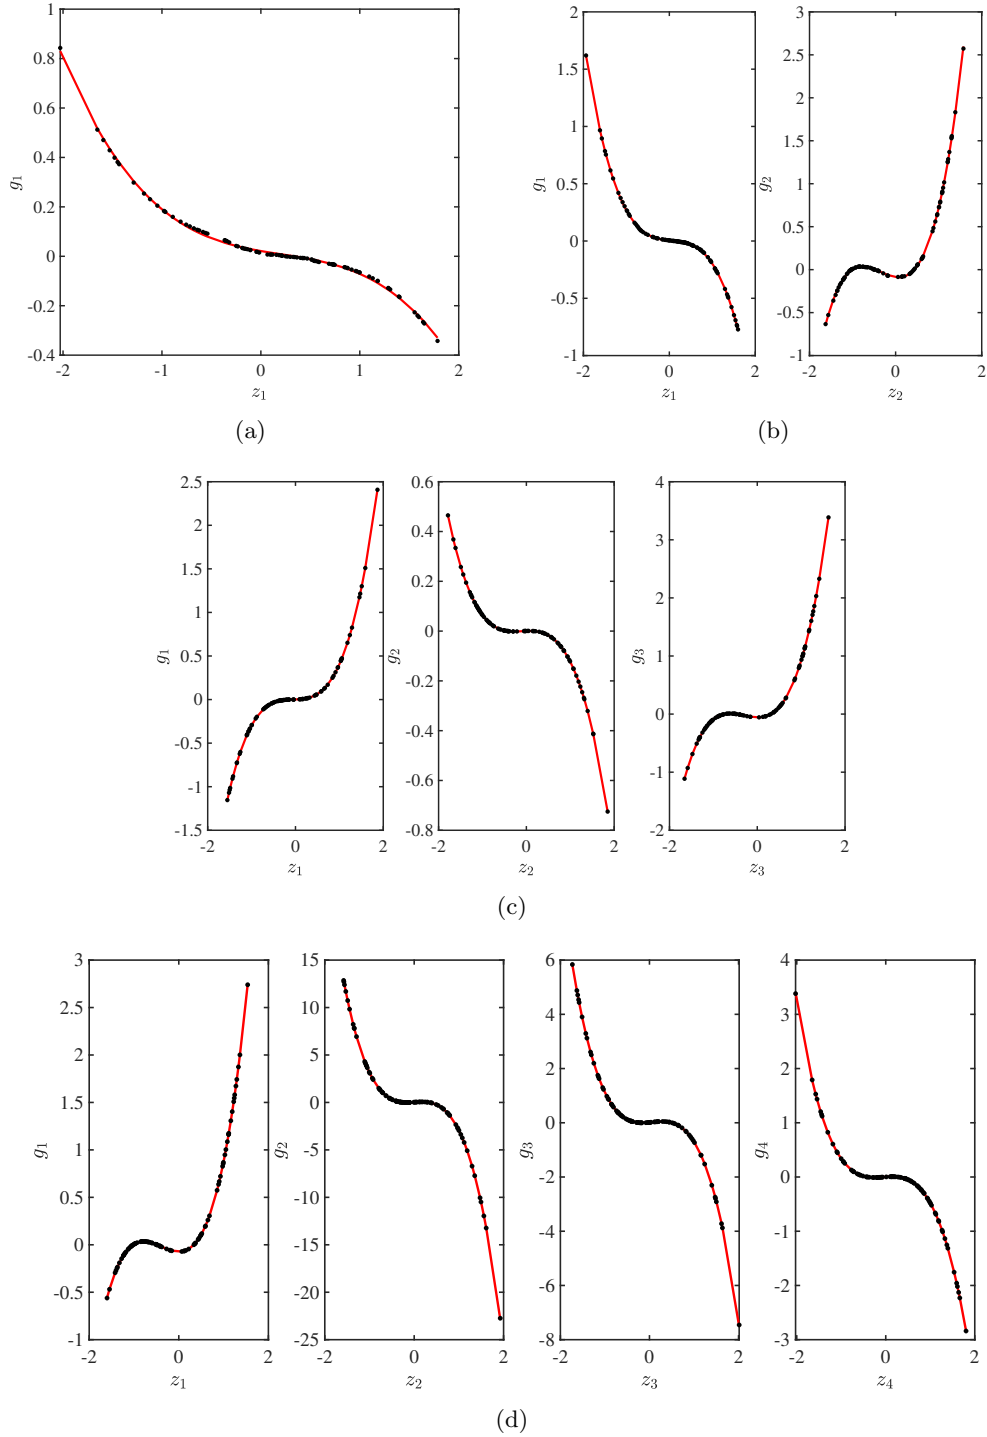 1
0.8
0.6
0.4
0.2
0
-0.2
-0.4
g₁
-2 -1 0 1 2
z₁
(a)
2
1.5
1
0.5
0
-0.5
-1
g₁
-2 0 2
z₁
3
2.5
2
1.5
1
0.5
0
-0.5
-1
g₂
-2 0 2
z₂
(b)
2.5
2
1.5
1
0.5
0
-0.5
-1
-1.5
g₁
-2 0 2
z₁
0.6
0.4
0.2
0
-0.2
-0.4
-0.6
-0.8
g₂
-2 0 2
z₂
4
3
2
1
0
-1
-2
g₃
-2 0 2
z₃
(c)
3
2.5
2
1.5
1
0.5
0
-0.5
-1
g₁
-2 0 2
z₁
15
10
5
0
-5
-10
-15
-20
-25
g₂
-2 0 2
z₂
6
4
2
0
-2
-4
-6
-8
g₃
-2 0 2
z₃
4
3
2
1
0
-1
-2
-3
g₄
-2 0 2
z₄
(d)